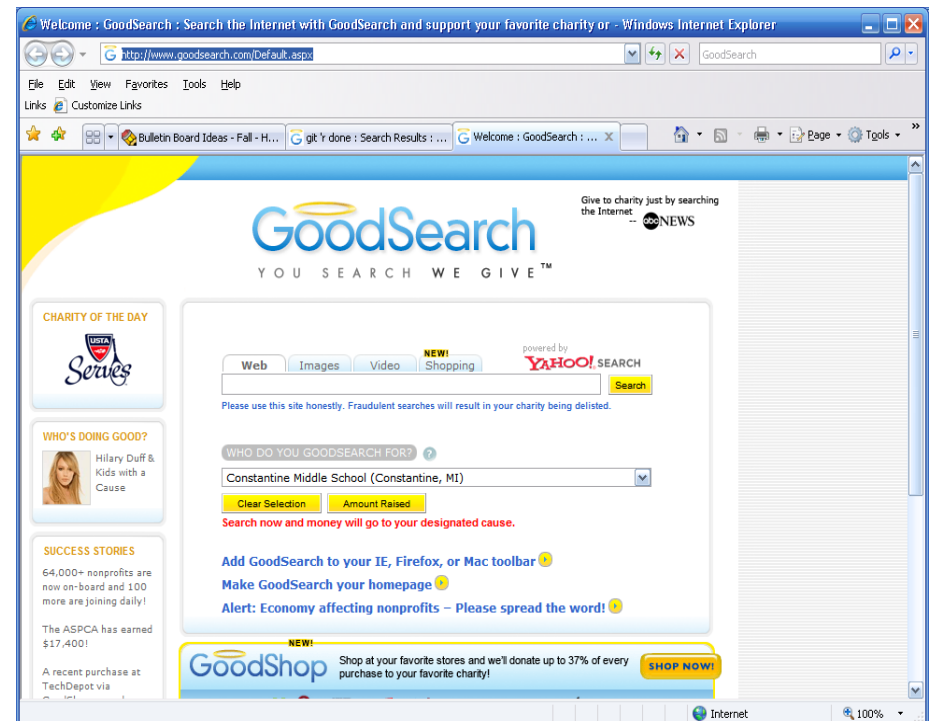 Welcome : GoodSearch : Search the Internet with GoodSearch and support your favorite charity or - Windows Internet Explorer
http://www.goodsearch.com/Default.aspx
GoodSearch
File Edit View Favorites Tools Help
Links Customize Links
Bulletin Board Ideas - Fall - H... git 'r done : Search Results : ... Welcome : GoodSearch : ... X Page Tools »
GoodSearch
YOU SEARCH WE GIVE™
Give to charity just by searching
the Internet
-- abc NEWS
CHARITY OF THE DAY
USTA
Serves
WHO'S DOING GOOD?
Hilary Duff &
Kids with a
Cause
SUCCESS STORIES
64,000+ nonprofits are
now on-board and 100
more are joining daily!
The ASPCA has earned
$17,400!
A recent purchase at
TechDepot via
NEW!
Web Images Video Shopping
powered by
YAHOO! SEARCH
Search
Please use this site honestly. Fraudulent searches will result in your charity being delisted.
WHO DO YOU GOODSEARCH FOR? ?
Constantine Middle School (Constantine, MI)
Clear Selection Amount Raised
Search now and money will go to your designated cause.
Add GoodSearch to your IE, Firefox, or Mac toolbar
Make GoodSearch your homepage
Alert: Economy affecting nonprofits – Please spread the word!
NEW!
GoodShop
Shop at your favorite stores and we'll donate up to 37% of every
purchase to your favorite charity!
SHOP NOW!
Internet 100%